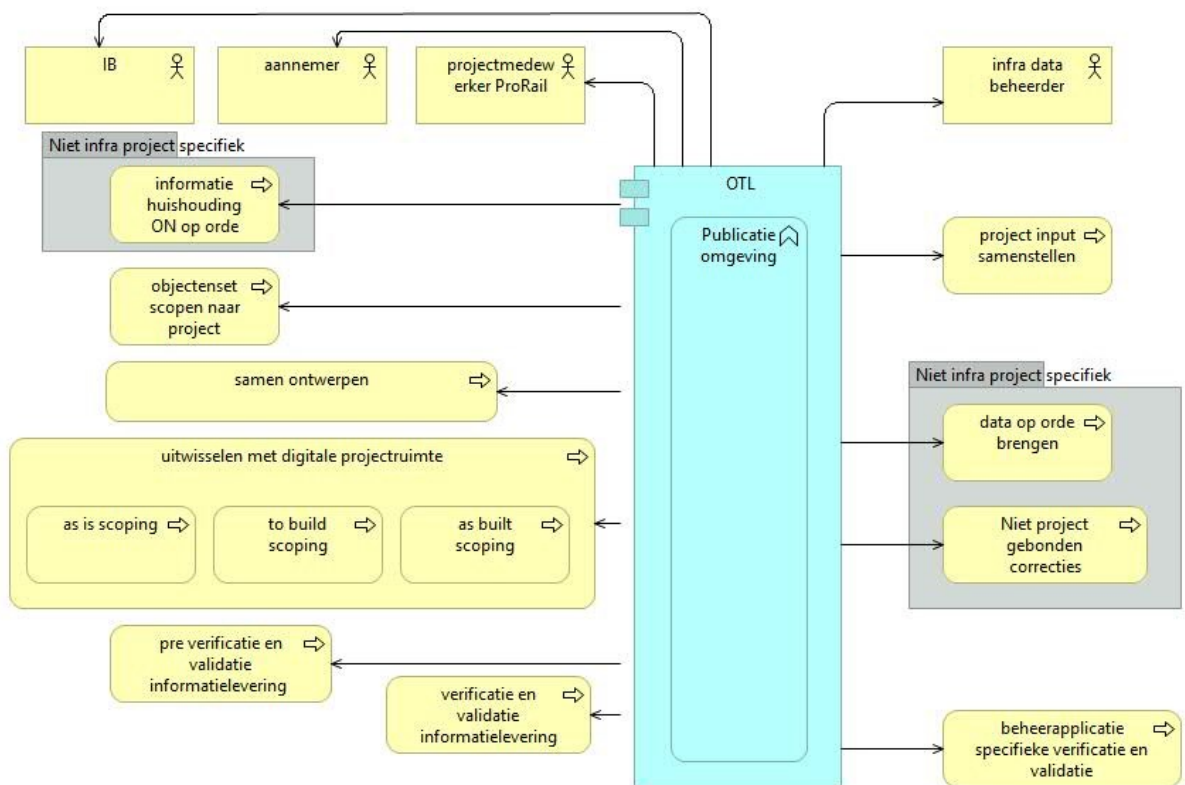 IB
aannemer
projectmedew
erker ProRail
infra data
beheerder
Niet infra project specifiek
informatie
huishouding
ON op orde
OTL
Publicatie
omgeving
project input
samenstellen
objectenset
scopen naar
project
samen ontwerpen
Niet infra project specifiek
data op orde
brengen
uitwisselen met digitale projectruimte
as is scoping
to build
scoping
as built
scoping
Niet project
gebonden
correcties
pre verificatie en
validatie
informatielevering
verificatie en
validatie
informatielevering
beheerapplicatie
specifieke verificatie en
validatie